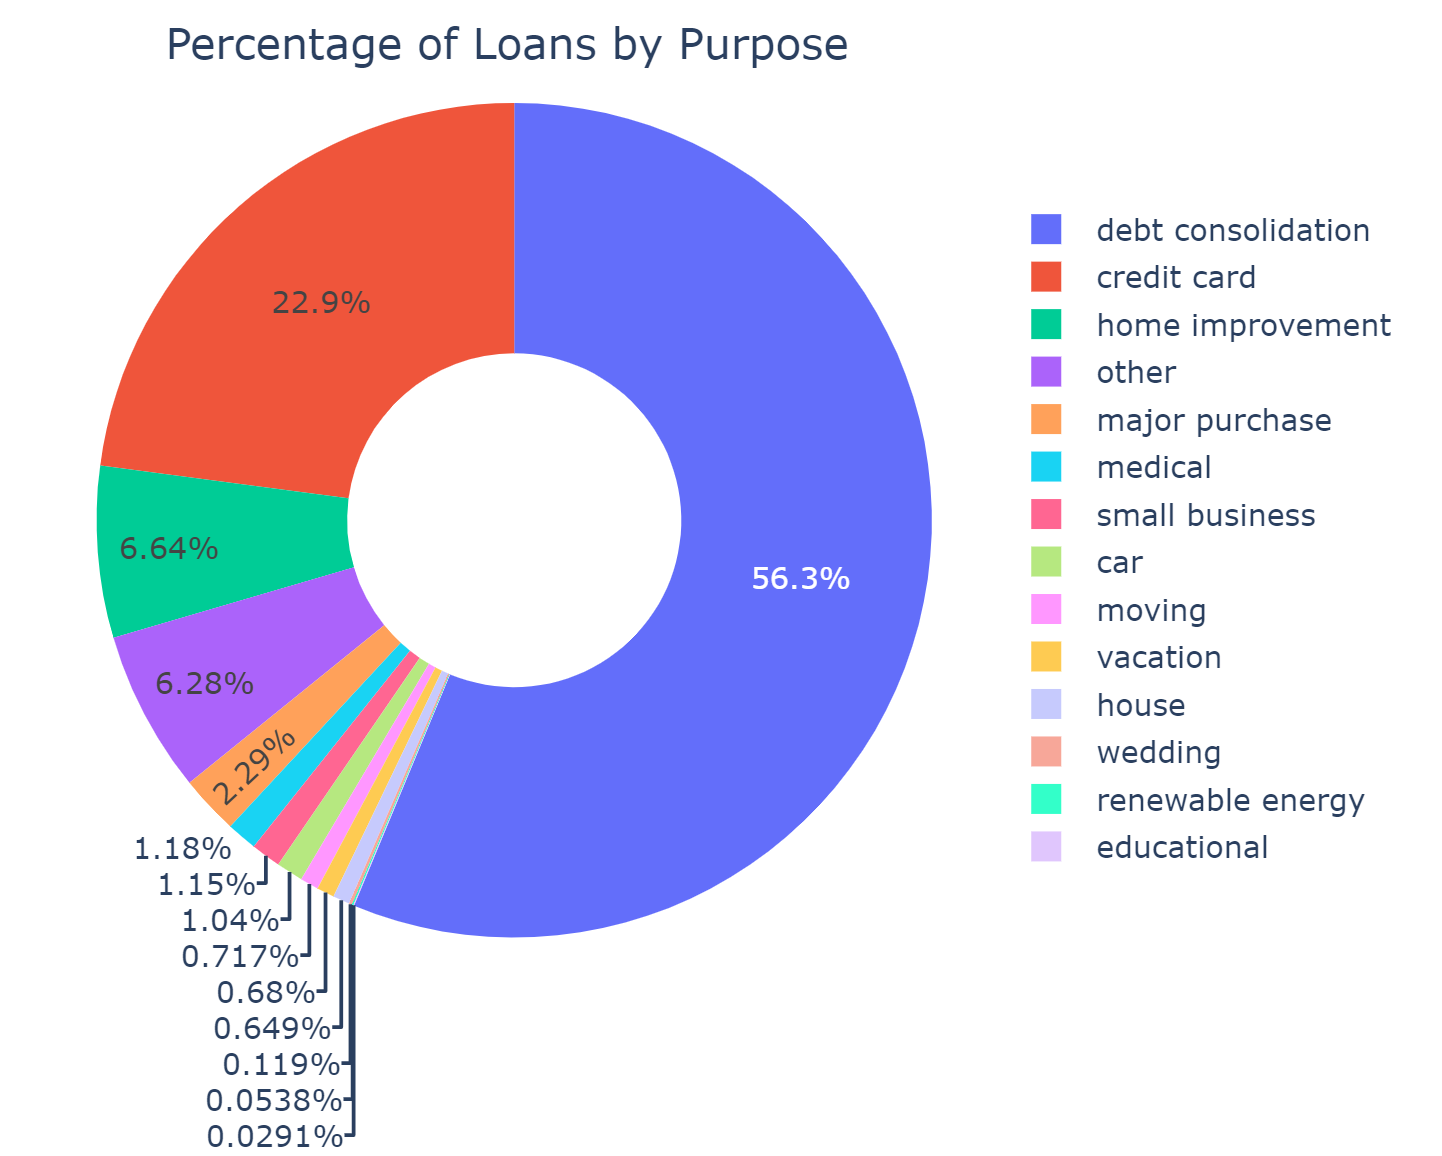 Percentage of Loans by Purpose
22.9%
56.3%
6.64%
6.28%
2.29%
1.18%
1.15%
1.04%
0.717%
0.68%
0.649%
0.119%
0.0538%
0.0291%
debt consolidation
credit card
home improvement
other
major purchase
medical
small business
car
moving
vacation
house
wedding
renewable energy
educational